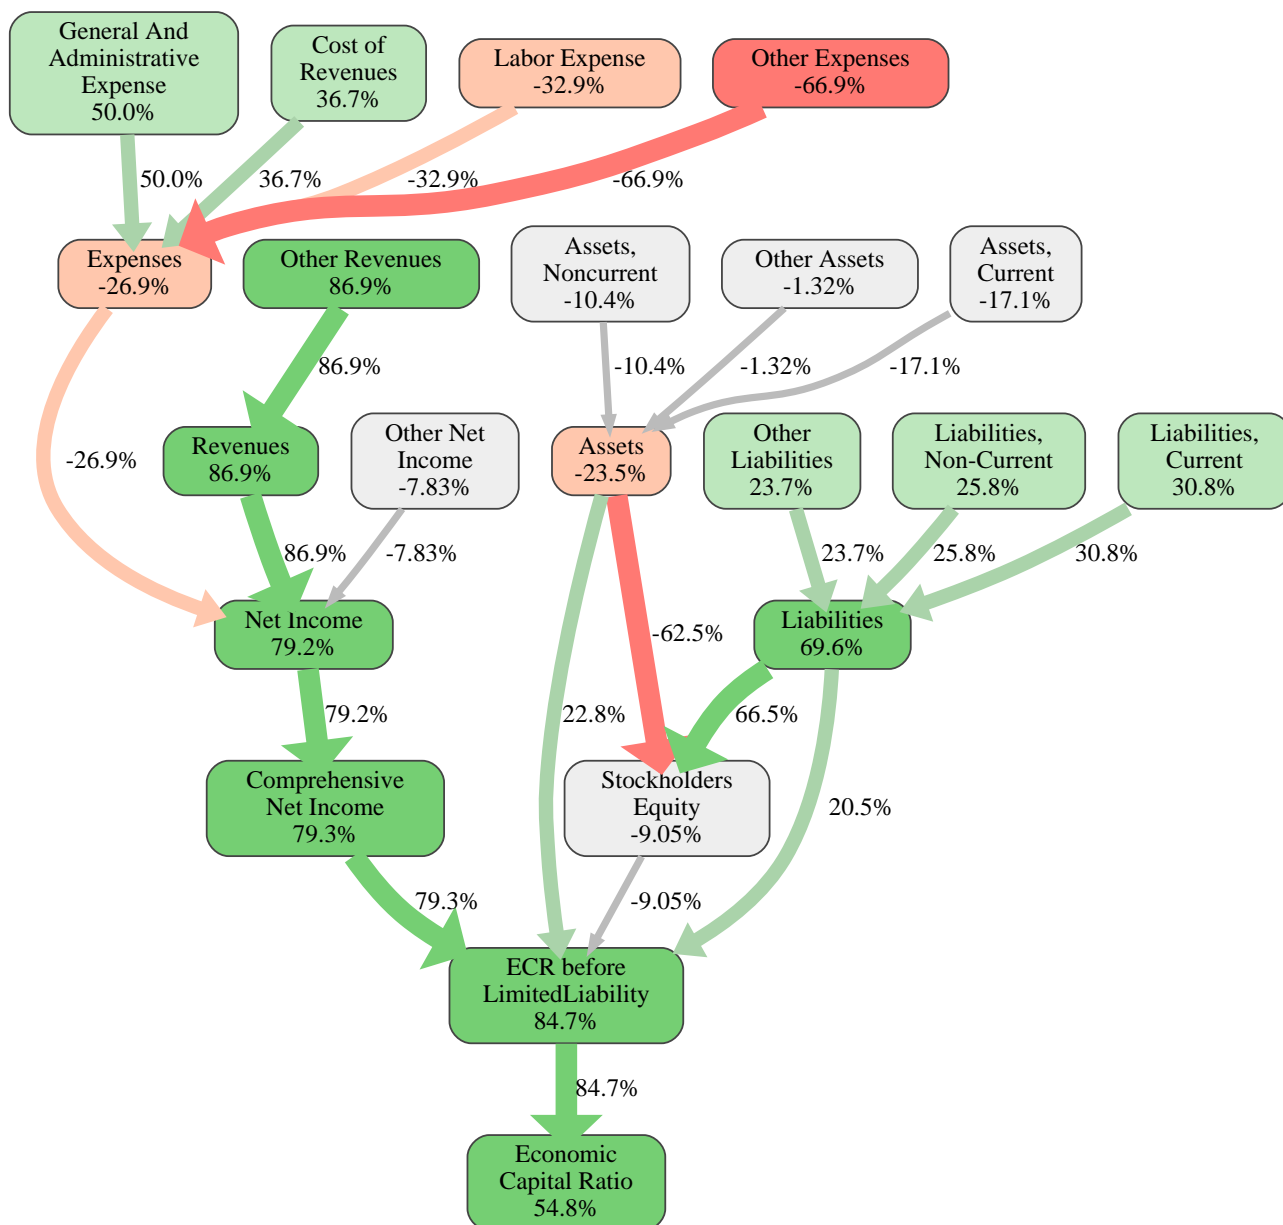 General And
Administrative
Expense
50.0%
Cost of
Revenues
36.7%
Labor Expense
-32.9%
Other Expenses
-66.9%
50.0%
36.7%
-32.9%
-66.9%
Expenses
-26.9%
Other Revenues
86.9%
Assets,
Noncurrent
-10.4%
Other Assets
-1.32%
Assets,
Current
-17.1%
86.9%
-10.4%
-1.32%
-17.1%
-26.9%
Revenues
86.9%
Other Net
Income
-7.83%
Assets
-23.5%
Other
Liabilities
23.7%
Liabilities,
Non-Current
25.8%
Liabilities,
Current
30.8%
86.9%
-7.83%
23.7%
25.8%
30.8%
Net Income
79.2%
-62.5%
Liabilities
69.6%
79.2%
22.8%
66.5%
20.5%
Comprehensive
Net Income
79.3%
Stockholders
Equity
-9.05%
79.3%
-9.05%
ECR before
LimitedLiability
84.7%
84.7%
Economic
Capital Ratio
54.8%